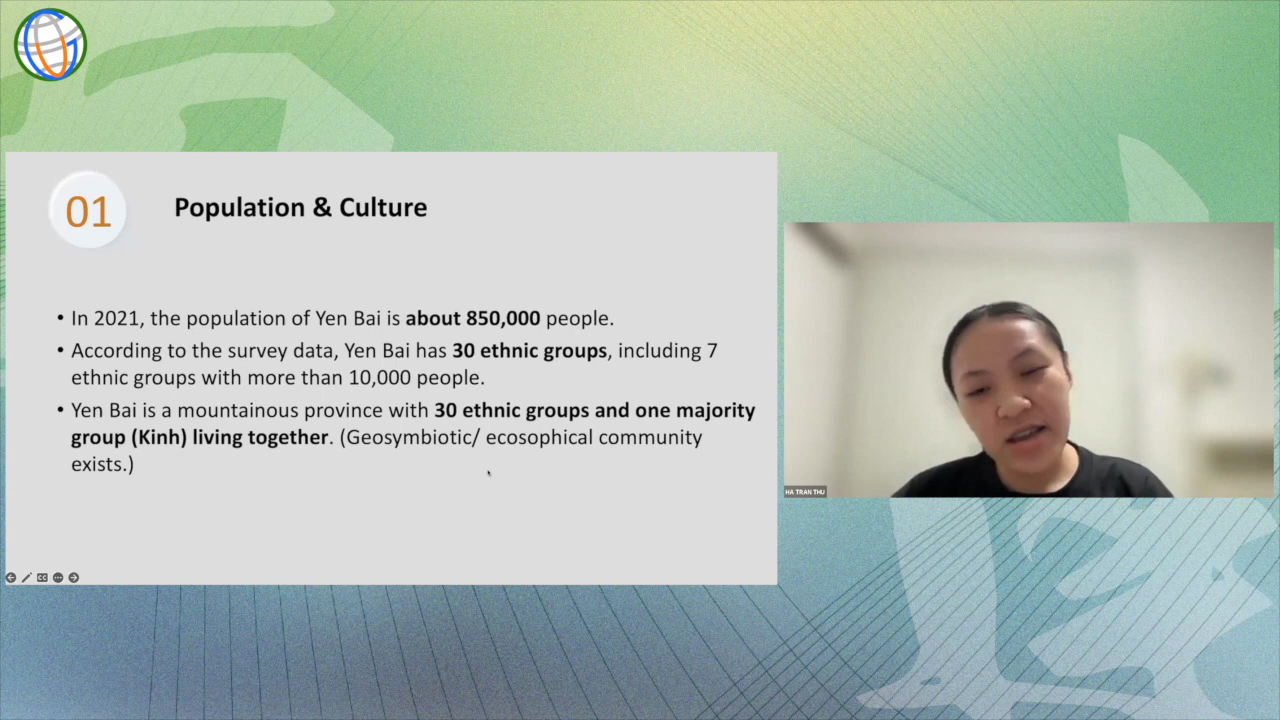 01
Population & Culture
• In 2021, the population of Yen Bai is about 850,000 people.
• According to the survey data, Yen Bai has 30 ethnic groups, including 7
ethnic groups with more than 10,000 people.
• Yen Bai is a mountainous province with 30 ethnic groups and one majority
group (Kinh) living together. (Geosymbiotic/ ecosophical community
exists.)
HA TRAN THU